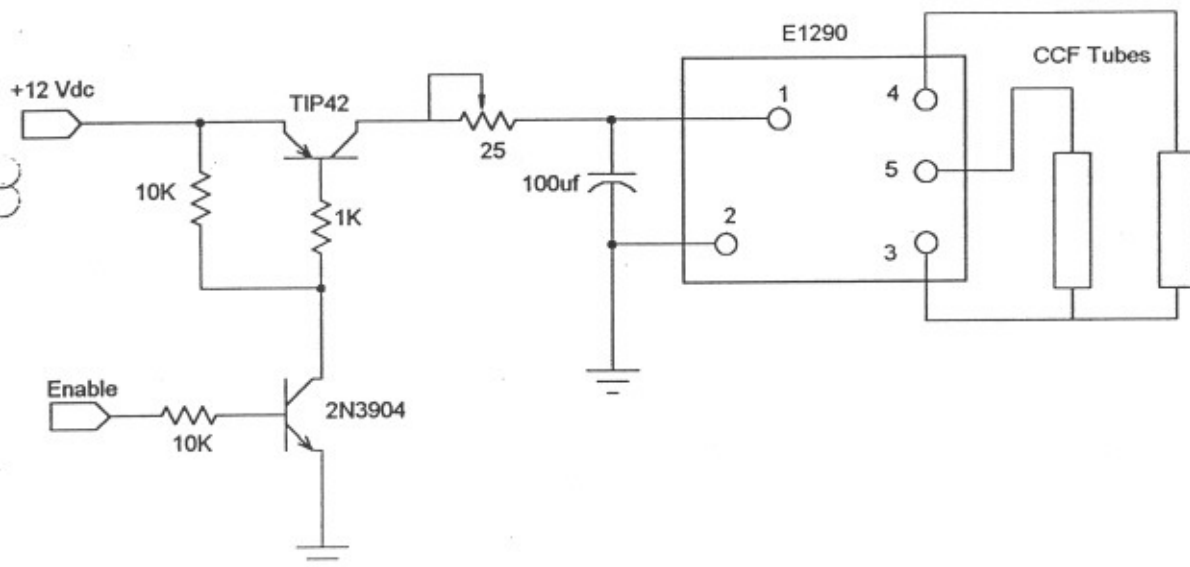 E1290
CCF Tubes
+12 Vdc
TIP42
1
4
25
10K
1K
100uf
5
2
3
Enable
2N3904
10K